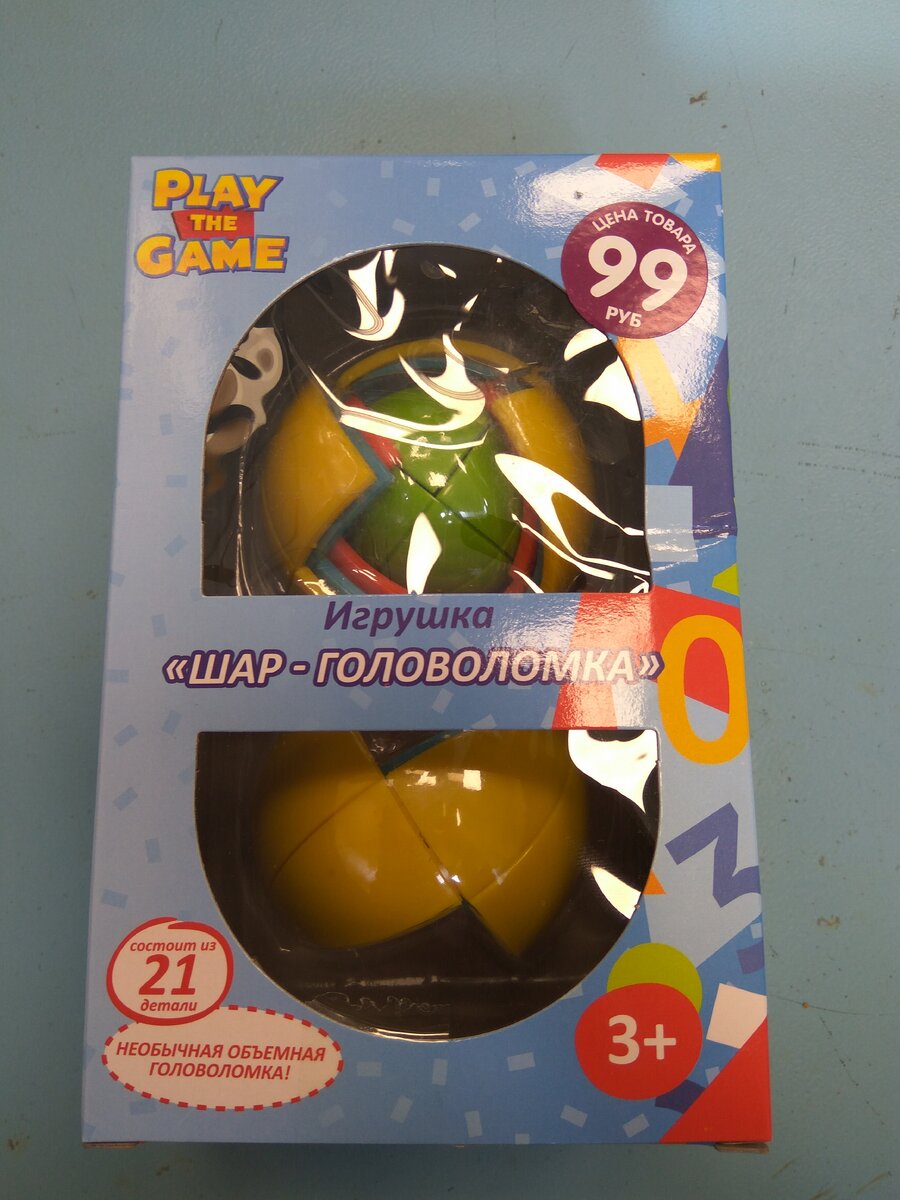 PLAY
THE
GAME
ЦЕНА ТОВАРА
99
РУБ
Игрушка
«ШАР - ГОЛОВОЛОМКА»
состоит из
21
детали
НЕОБЫЧНАЯ ОБЪЕМНАЯ
ГОЛОВОЛОМКА!
3+